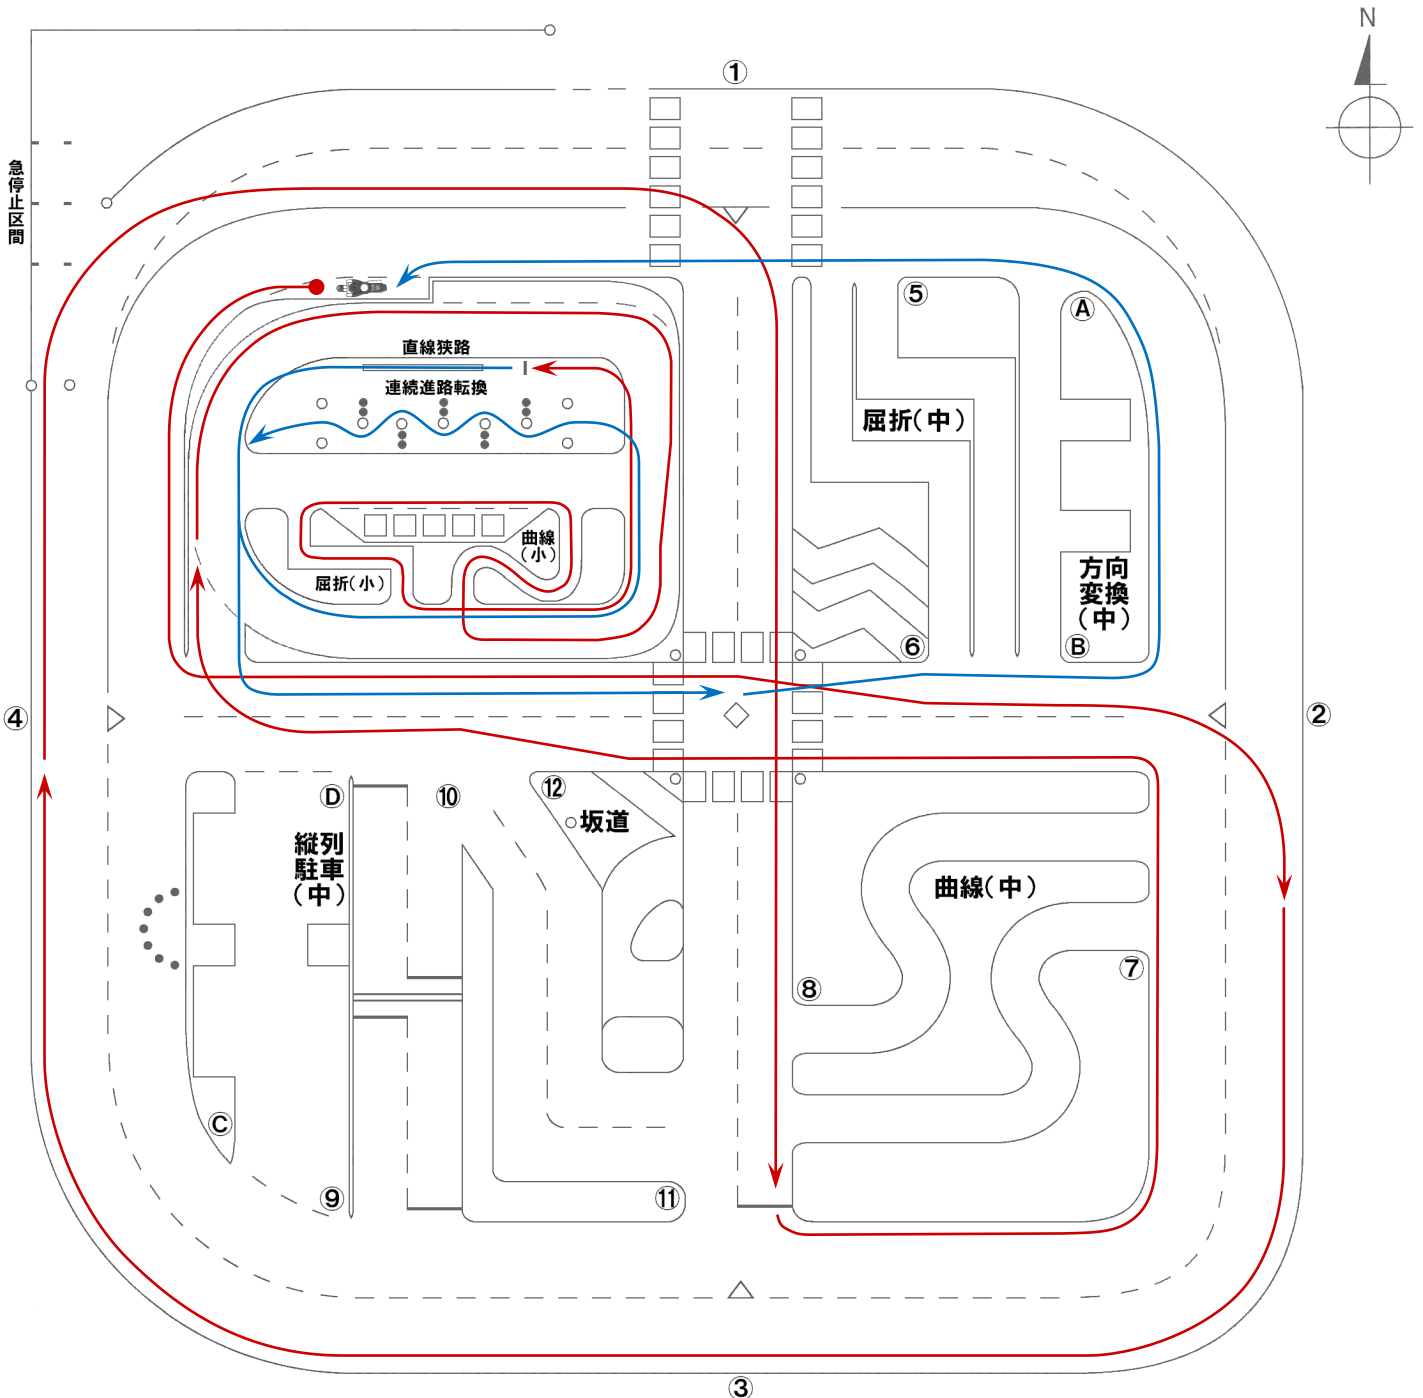 N
①
急停止区間
⑤
Ⓐ
直線狭路
連続進路転換
屈折(中)
曲線
(小)
屈折(小)
方向
変換
(中)
⑥
Ⓑ
④
②
Ⓓ
⑩
⑫
坂道
縦列
駐車
(中)
曲線(中)
⑦
⑧
Ⓒ
⑨
⑪
③